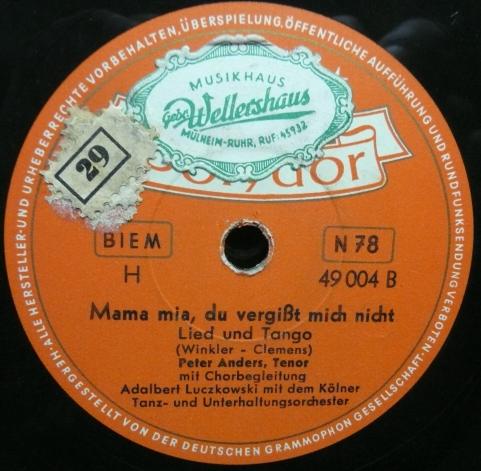 ALLE HERSTELLER- UND URHEBERRECHTE VORBEHALTEN, ÜBERSPIELUNG, ÖFFENTLICHE AUFFÜHRUNG UND RUNDFUNKSENDUNG VERBOTEN.
MUSIKHAUS
Gebr. Wellershaus
MÜLHEIM-RUHR, RUF: 45932
29
BIEM
N 78
H
49 004 B
Mama mia, du vergißt mich nicht
Lied und Tango
(Winkler - Clemens)
Peter Anders, Tenor
mit Chorbegleitung
Adalbert Luczkowski mit dem Kölner
Tanz- und Unterhaltungsorchester
HERGESTELLT VON DER DEUTSCHEN GRAMMOPHON GESELLSCHAFT